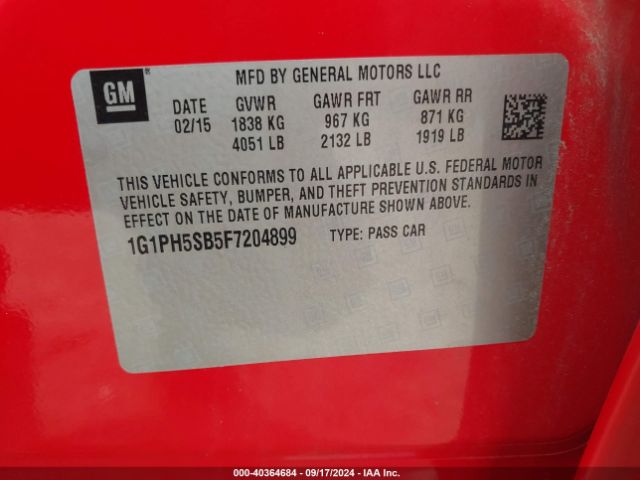 GM
®
MFD BY GENERAL MOTORS LLC
DATE GVWR GAWR FRT GAWR RR
02/15 1838 KG 967 KG 871 KG
4051 LB 2132 LB 1919 LB
THIS VEHICLE CONFORMS TO ALL APPLICABLE U.S. FEDERAL MOTOR
VEHICLE SAFETY, BUMPER, AND THEFT PREVENTION STANDARDS IN
EFFECT ON THE DATE OF MANUFACTURE SHOWN ABOVE.
1G1PH5SB5F7204899 TYPE: PASS CAR
© COPART - 40364684 - 09/17/2024 - IAAI